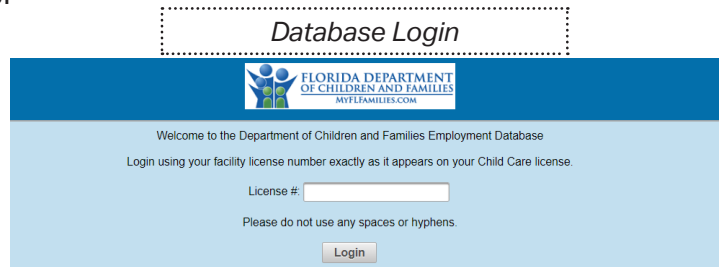 Database Login
FLORIDA DEPARTMENT
OF CHILDREN AND FAMILIES
MYFLFAMILIES.COM
Welcome to the Department of Children and Families Employment Database
Login using your facility license number exactly as it appears on your Child Care license.
License #:
Please do not use any spaces or hyphens.
Login